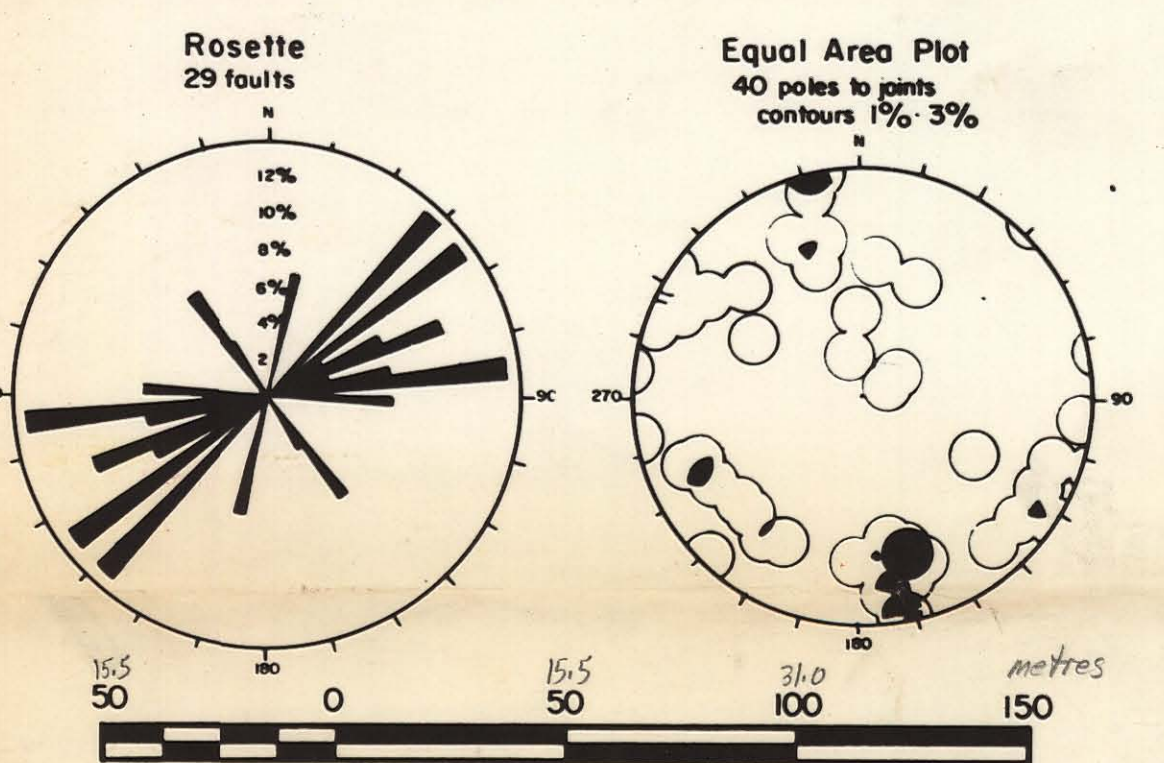 Rosette
29 faults
N
12%
10%
8%
6%
4%
2
90
180
Equal Area Plot
40 poles to joints
contours 1%· 3%
N
270
90
180
15.5 15.5 31.0 metres
50 0 50 100 150